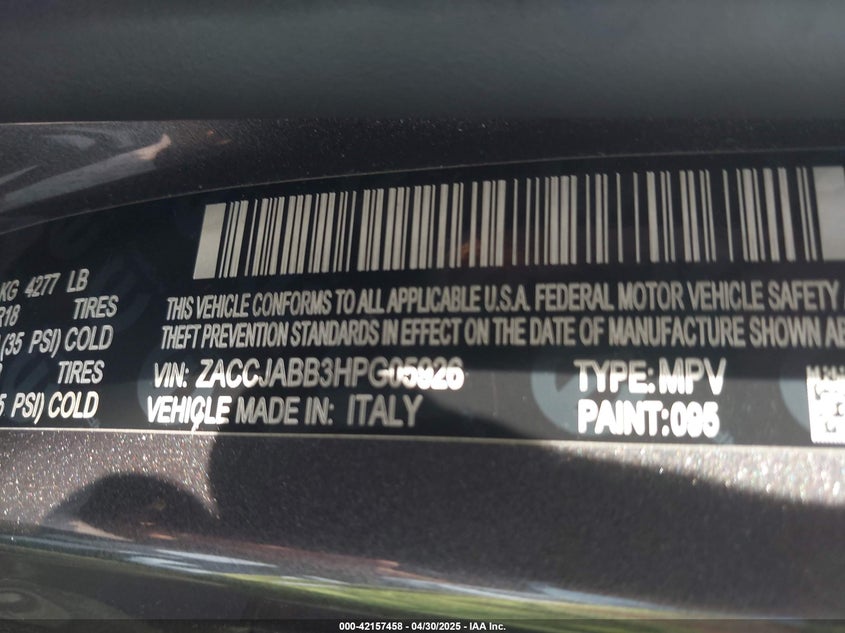 KG 4277 LB
R18 TIRES
(35 PSI) COLD
TIRES
5 PSI) COLD
THIS VEHICLE CONFORMS TO ALL APPLICABLE U.S.A. FEDERAL MOTOR VEHICLE SAFETY
THEFT PREVENTION STANDARDS IN EFFECT ON THE DATE OF MANUFACTURE SHOWN AB
VIN: ZACCJABB3HPG05926 TYPE: MPV
VEHICLE MADE IN: ITALY PAINT: 095
000-42157458 - 04/30/2025 - IAA Inc.